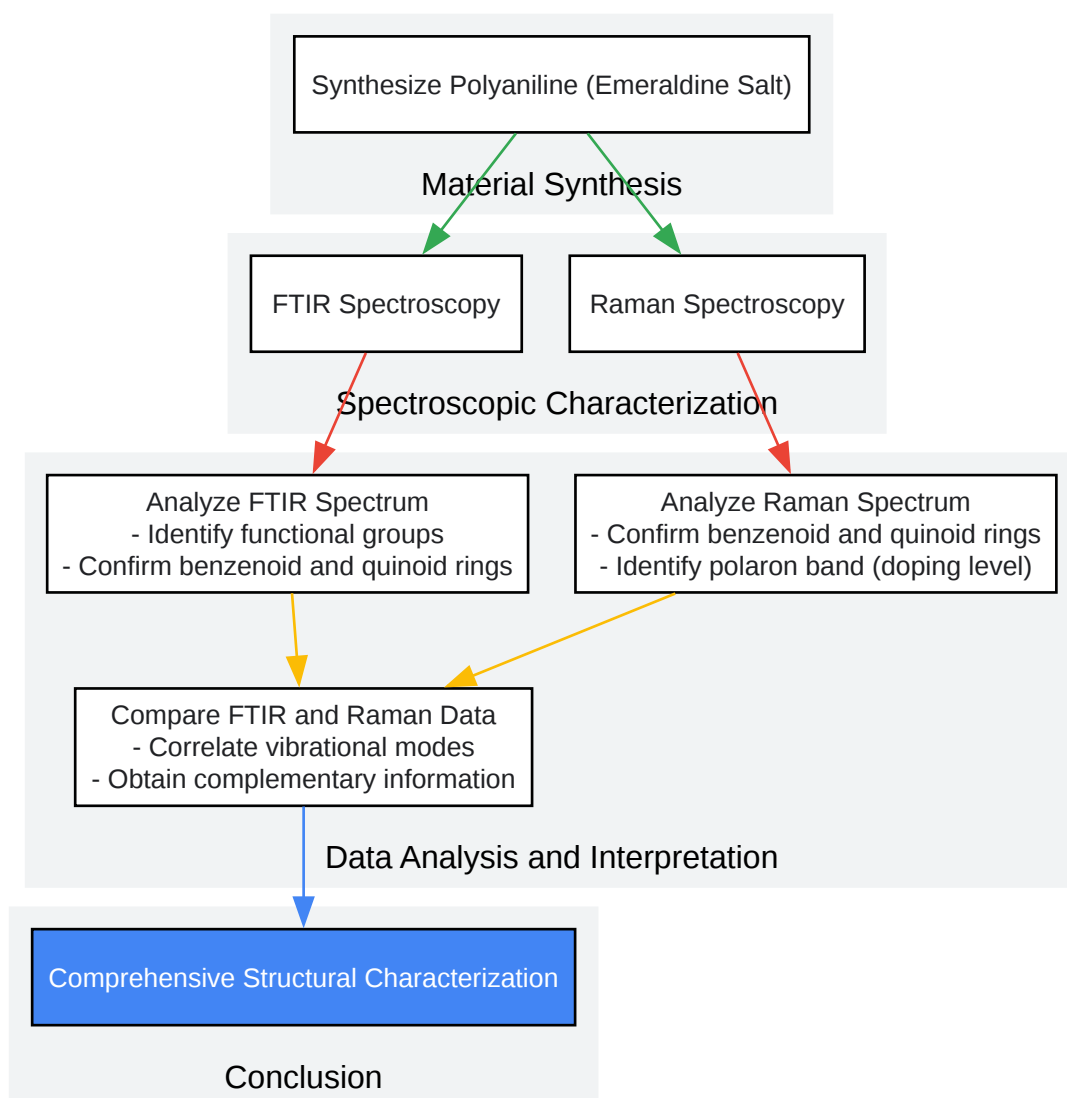 Synthesize Polyaniline (Emeraldine Salt)
Material Synthesis
FTIR Spectroscopy
Raman Spectroscopy
Spectroscopic Characterization
Analyze FTIR Spectrum
- Identify functional groups
- Confirm benzenoid and quinoid rings
Analyze Raman Spectrum
- Confirm benzenoid and quinoid rings
- Identify polaron band (doping level)
Compare FTIR and Raman Data
- Correlate vibrational modes
- Obtain complementary information
Data Analysis and Interpretation
Comprehensive Structural Characterization
Conclusion